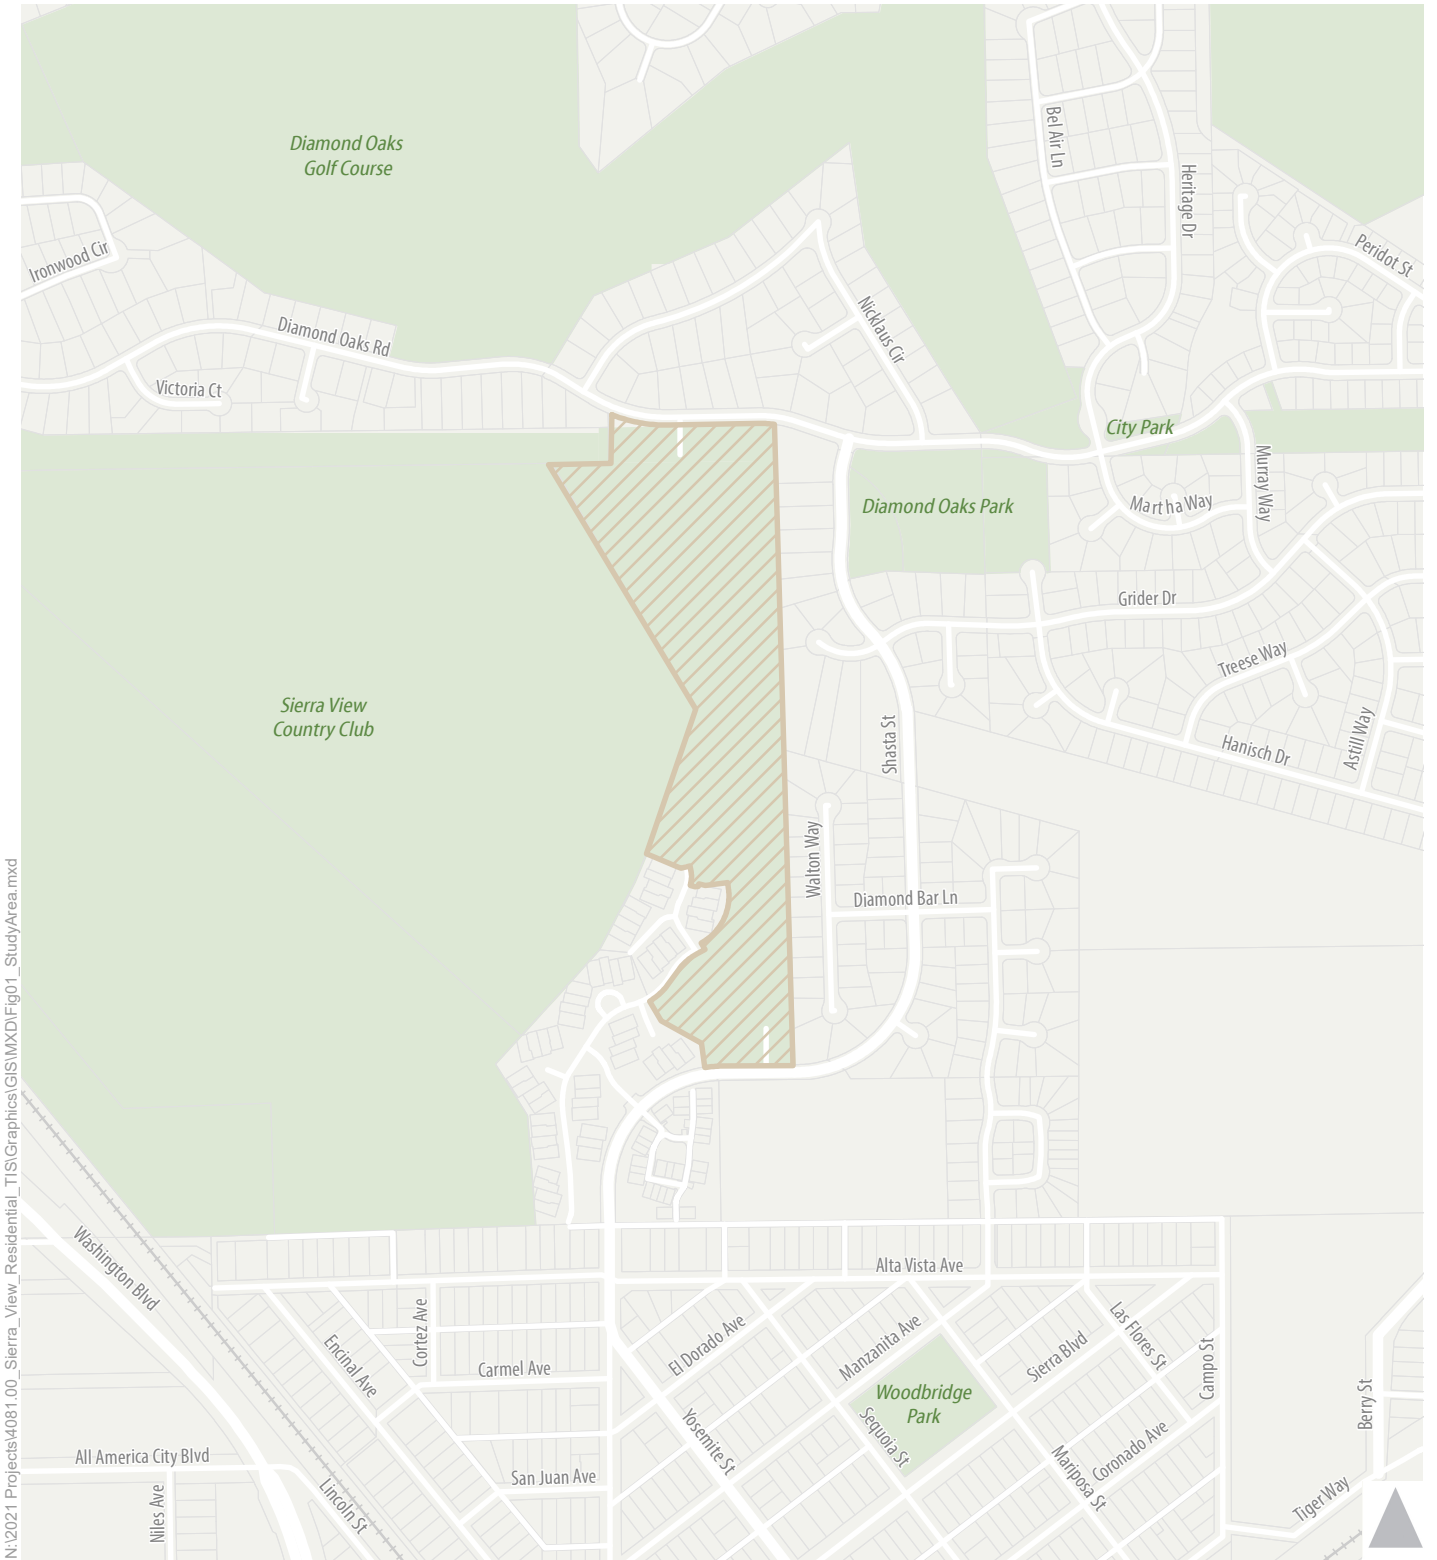 Diamond Oaks
Golf Course
Bel Air Ln
Heritage Dr
Peridot St
Ironwood Cir
Diamond Oaks Rd
Nicklaus Cir
Victoria Ct
City Park
Murray Way
Diamond Oaks Park
Martha Way
Grider Dr
Treese Way
Sierra View
Country Club
Shasta St
Hanisch Dr
Astill Way
Walton Way
Diamond Bar Ln
Washington Blvd
Alta Vista Ave
Cortez Ave
El Dorado Ave
Manzanita Ave
Las Flores St
Sierra Blvd
Encinal Ave
Carmel Ave
Campo St
Woodbridge
Park
Berry St
Yosemite St
Sequoia St
Mariposa St
Coronado Ave
All America City Blvd
San Juan Ave
Niles Ave
Lincoln St
Tiger Way
N:\2021 Projects\4081.00_Sierra_View_Residential_TIS\Graphics\GIS\MXD\Fig01_StudyArea.mxd